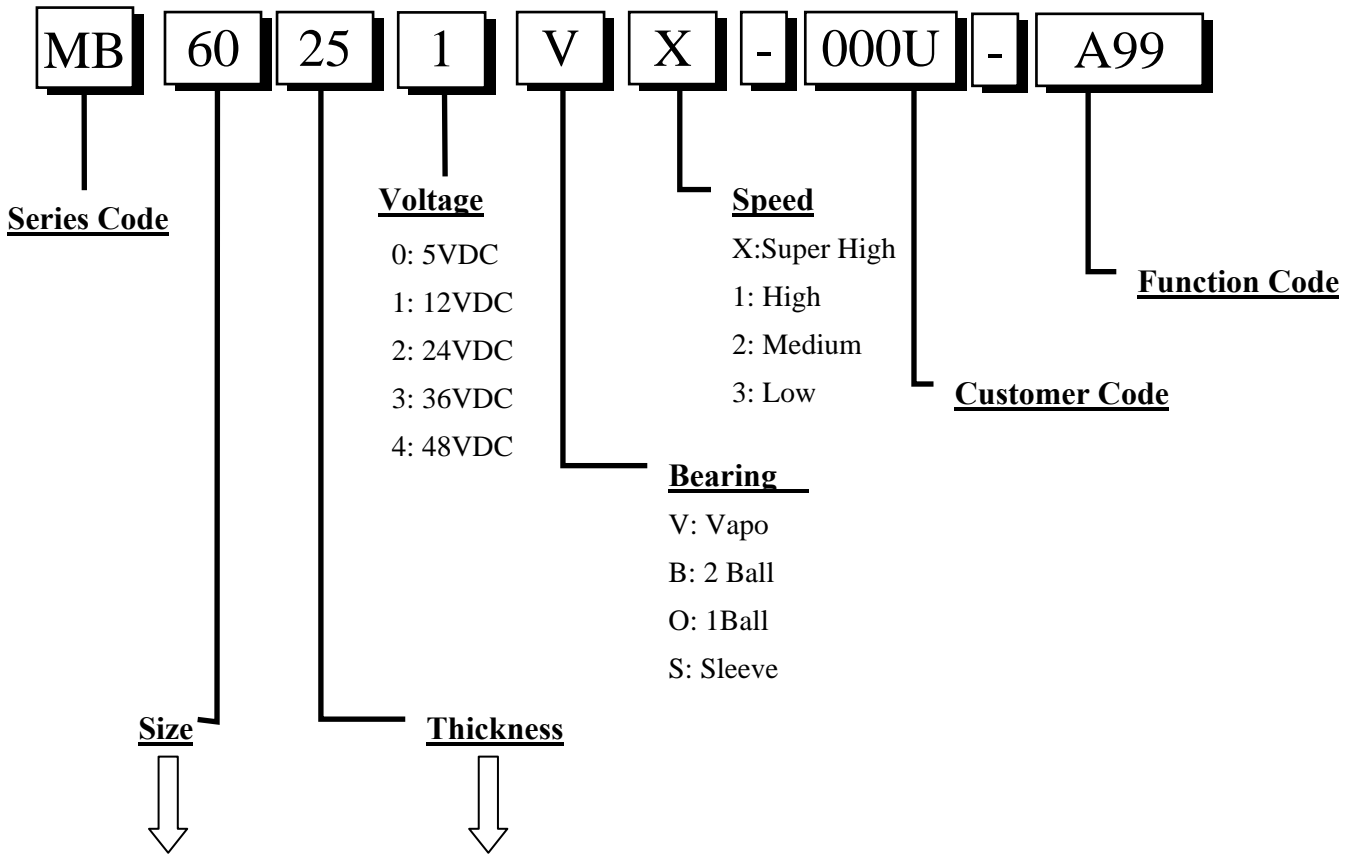 MB 60 25 1 V X - 000U - A99
Series Code
Voltage
0: 5VDC
1: 12VDC
2: 24VDC
3: 36VDC
4: 48VDC
Speed
X:Super High
1: High
2: Medium
3: Low
Function Code
Customer Code
Bearing
V: Vapo
B: 2 Ball
O: 1Ball
S: Sleeve
Size
Thickness